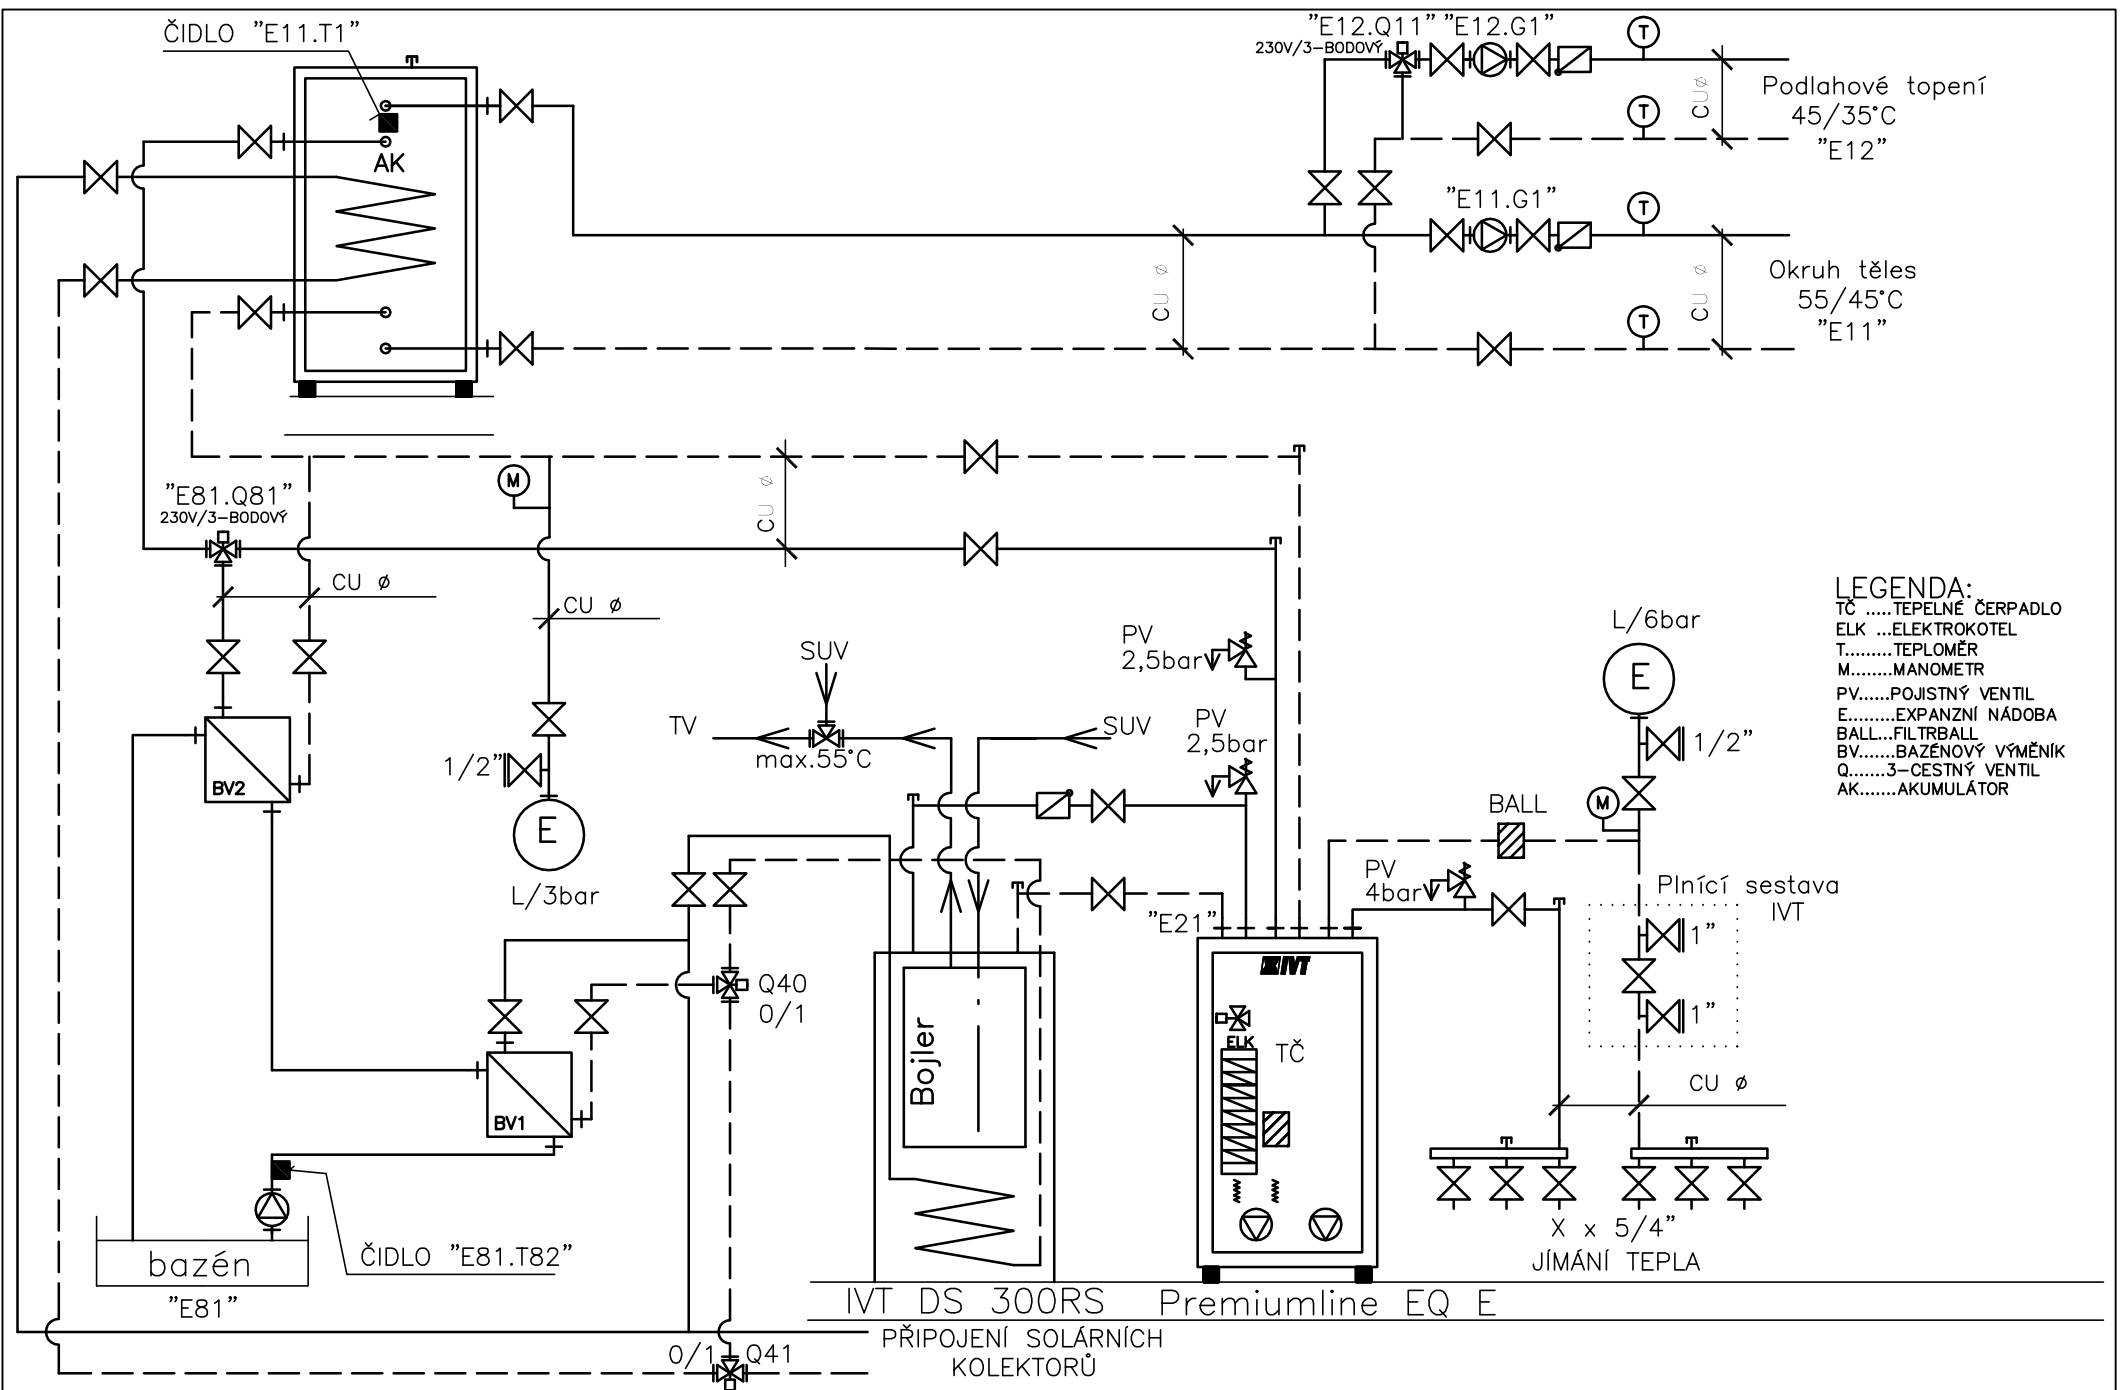 ČIDLO "E11.T1"
"E12.Q11" "E12.G1"
230V/3-BODOVÝ
T
CU ø
Podlahové topení
45/35°C
"E12"
T
AK
"E11.G1"
T
CU ø
CU ø
Okruh těles
55/45°C
"E11"
T
M
"E81.Q81"
230V/3-BODOVÝ
CU ø
CU ø
CU ø
LEGENDA:
TČ .....TEPELNÉ ČERPADLO
ELK ...ELEKTROKOTEL
T.........TEPLOMĚR
M........MANOMETR
PV......POJISTNÝ VENTIL
E.........EXPANZNÍ NÁDOBA
BALL...FILTRBALL
BV.......BAZÉNOVÝ VÝMĚNÍK
Q.......3-CESTNÝ VENTIL
AK.......AKUMULÁTOR
L/6bar
E
1/2"
M
PV
2,5bar
SUV
TV
max.55°C
SUV
PV
2,5bar
1/2"
E
L/3bar
BV2
BALL
PV
4bar
Plnící sestava
IVT
1"
1"
"E21"
IVT
ELK
TČ
Q40
0/1
Bojler
BV1
CU ø
X x 5/4"
JÍMÁNÍ TEPLA
bazén
"E81"
ČIDLO "E81.T82"
IVT DS 300RS Premiumline EQ E
PŘIPOJENÍ SOLÁRNÍCH
KOLEKTORŮ
0/1 Q41